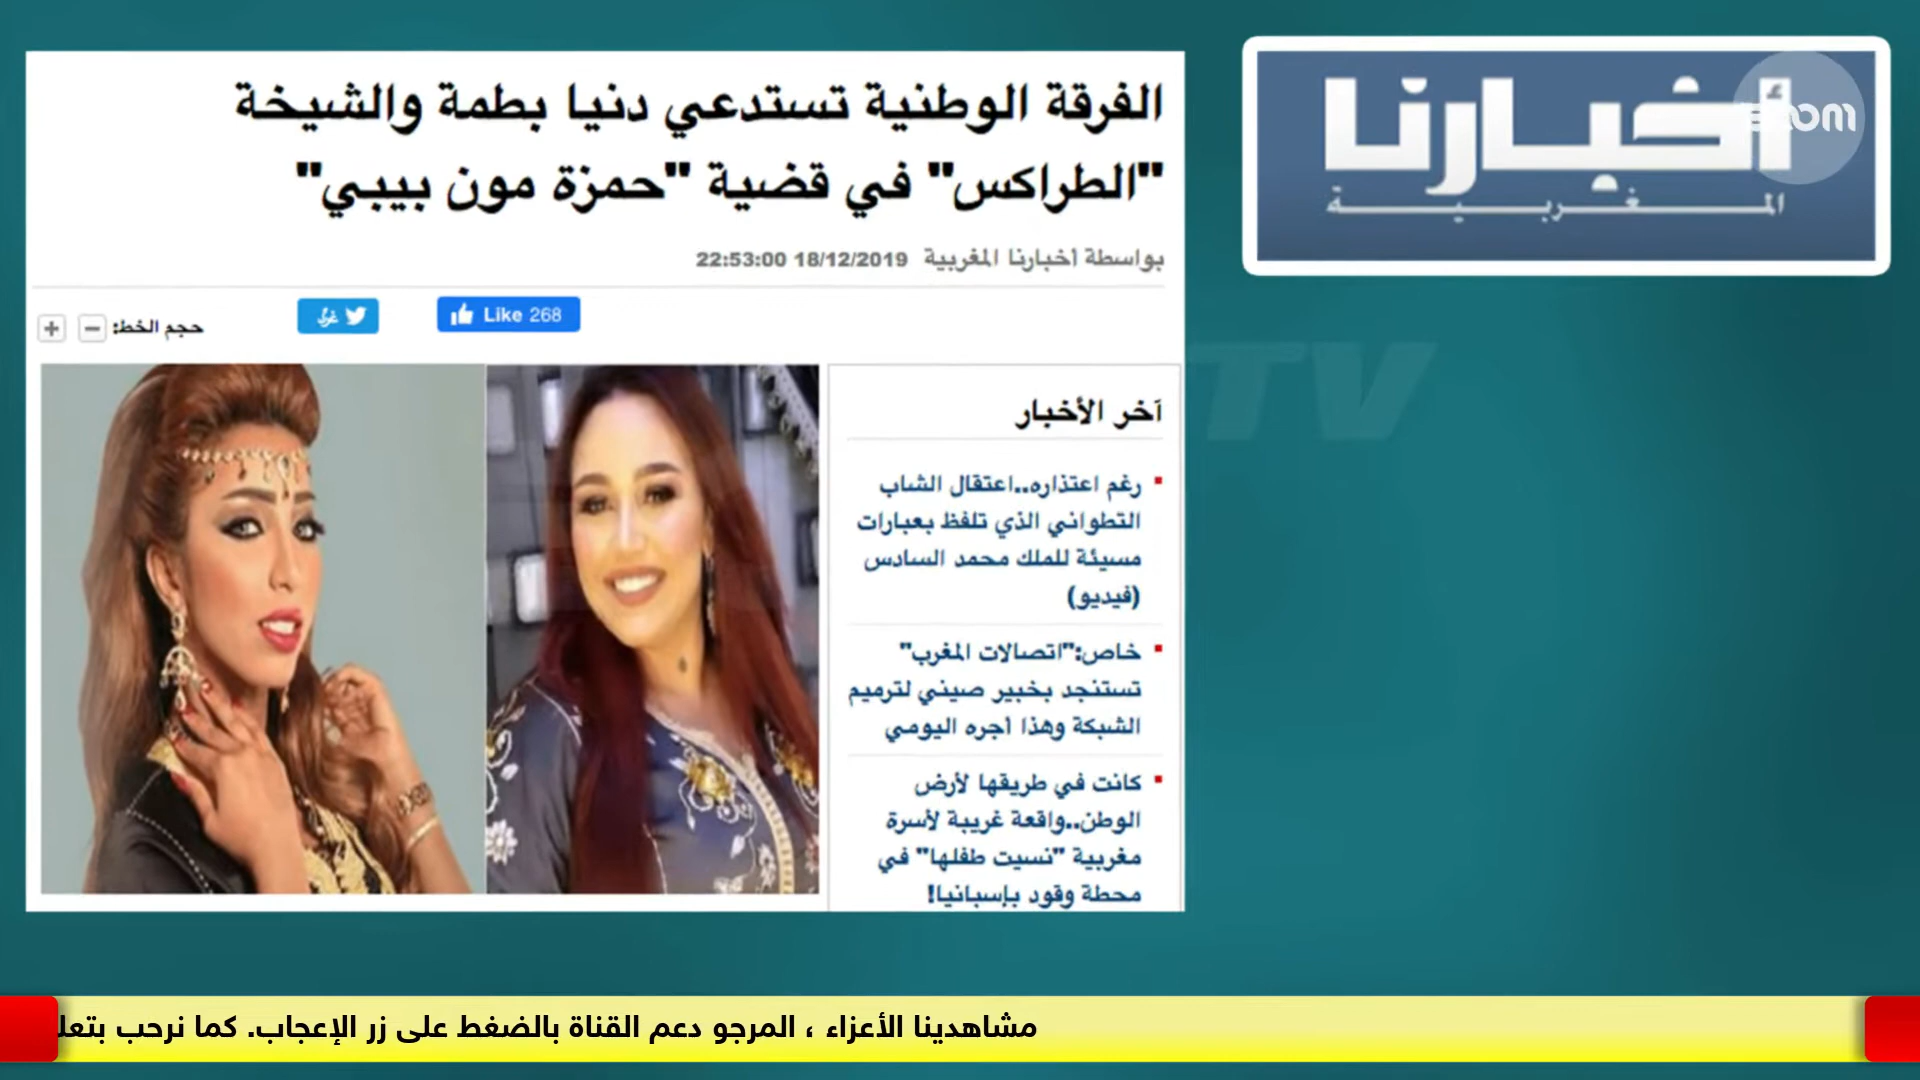 الفرقة الوطنية تستدعي دنيا بطمة والشيخة
"الطراكس" في قضية "حمزة مون بيبي"
بواسطة أخبارنا المغربية 18/12/2019 22:53:00
Like 268
غرّد
حجم الخط:
آخر الأخبار
رغم اعتذاره..اعتقال الشاب
التطواني الذي تلفظ بعبارات
مسيئة للملك محمد السادس
(فيديو)
خاص:"اتصالات المغرب"
تستنجد بخبير صيني لترميم
الشبكة وهذا أجره اليومي
كانت في طريقها لأرض
الوطن..واقعة غريبة لأسرة
مغربية "نسيت طفلها" في
محطة وقود بإسبانيا!
أخبارنا
المغربية
TV
مشاهدينا الأعزاء ، المرجو دعم القناة بالضغط على زر الإعجاب. كما نرحب بتعل